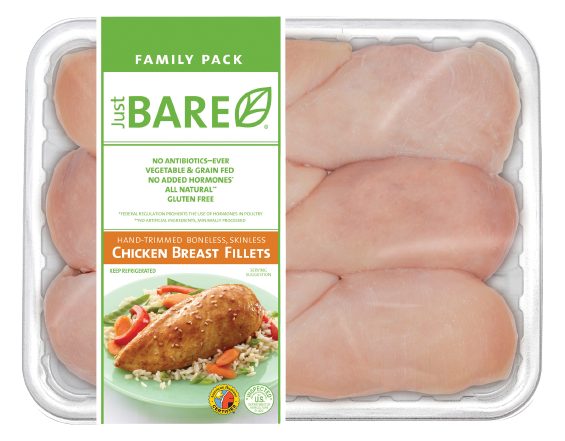 FAMILY PACK
Just
BARE
®
NO ANTIBIOTICS–EVER
VEGETABLE & GRAIN FED
NO ADDED HORMONES*
ALL NATURAL**
GLUTEN FREE
*FEDERAL REGULATION PROHIBITS THE USE OF HORMONES IN POULTRY
**NO ARTIFICIAL INGREDIENTS, MINIMALLY PROCESSED
HAND-TRIMMED BONELESS, SKINLESS
CHICKEN BREAST FILLETS
KEEP REFRIGERATED
SERVING
SUGGESTION
CERTIFIED
INSPECTED
U.S.